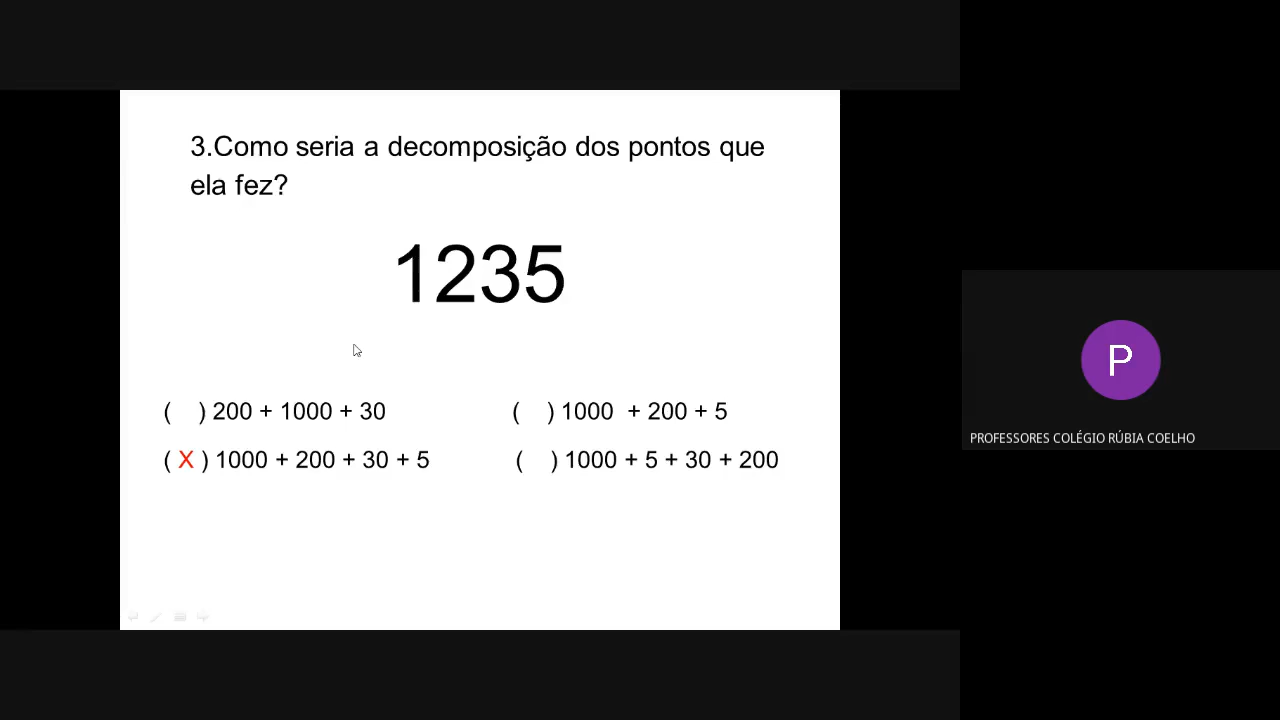 3.Como seria a decomposição dos pontos que
ela fez?
1235
(    ) 200 + 1000 + 30
(    ) 1000  + 200 + 5
( X ) 1000 + 200 + 30 + 5
(    ) 1000 + 5 + 30 + 200
P
PROFESSORES COLÉGIO RÚBIA COELHO